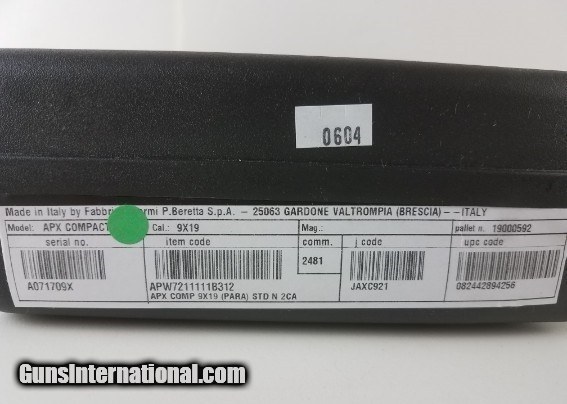 0604
Made in Italy by Fabbr rmi P.Beretta S.p.A. - 25063 GARDONE VALTROMPIA (BRESCIA) - -ITALY
Model: APX COMPACT Cal.: 9X19 Mag.: pallet n. 19000592
serial no. item code comm. j code upc code
2481
A071709X APW7211111B312 JAXC921 082442894256
APX COMP 9X19 (PARA) STD N 2CA
GunsInternational.com